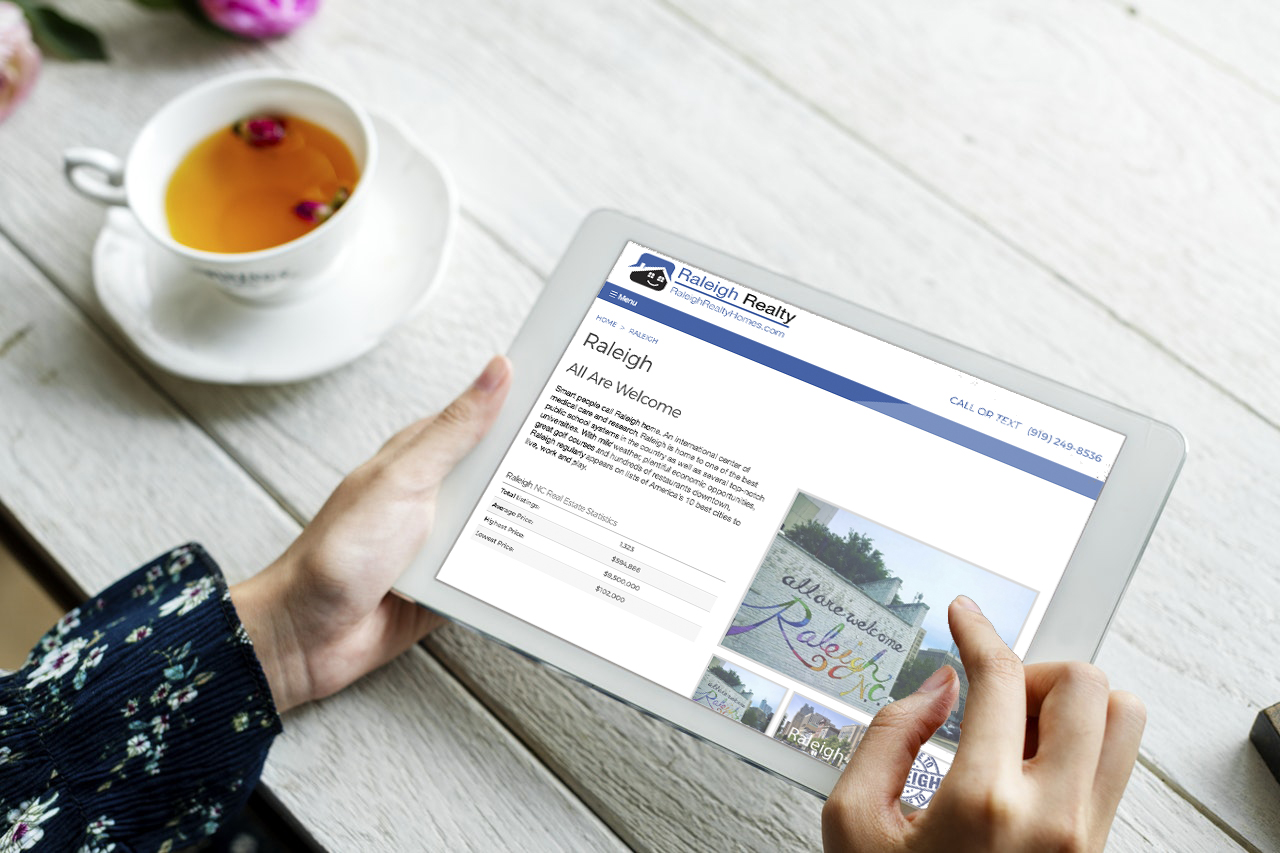 Raleigh Realty
RaleighRealtyHomes.com
Menu
CALL OR TEXT (919) 249-8536
HOME > RALEIGH
Raleigh
All Are Welcome
Smart people call Raleigh home. An international center of
medical care and research. Raleigh is home to one of the best
public school systems in the country as well as several top-notch
universities. With mild weather, plentiful economic opportunities,
great golf courses and hundreds of restaurants downtown,
Raleigh regularly appears on lists of America's 10 best cities to
live, work and play.
Raleigh NC Real Estate Statistics
Total Listings: 1,323
Average Price: $594,866
Highest Price: $9,500,000
Lowest Price: $102,000
all are welcome
Raleigh
NC
Raleigh